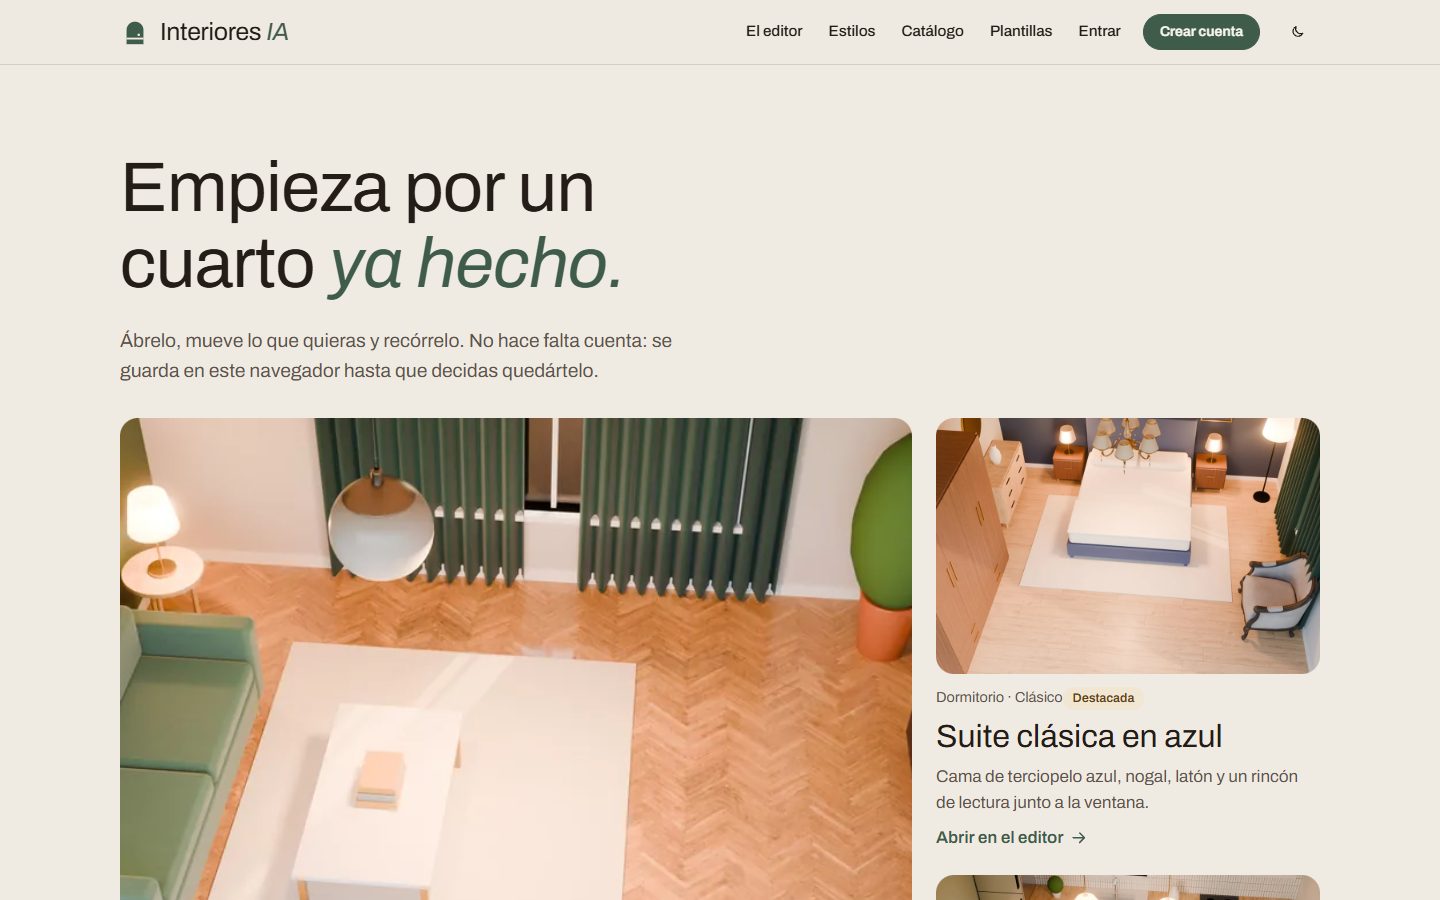 Interiores IA
El editor
Estilos
Catálogo
Plantillas
Entrar
Crear cuenta
Empieza por un
cuarto ya hecho.
Ábrelo, mueve lo que quieras y recórrelo. No hace falta cuenta: se
guarda en este navegador hasta que decidas quedártelo.
Dormitorio · Clásico Destacada
Suite clásica en azul
Cama de terciopelo azul, nogal, latón y un rincón
de lectura junto a la ventana.
Abrir en el editor →